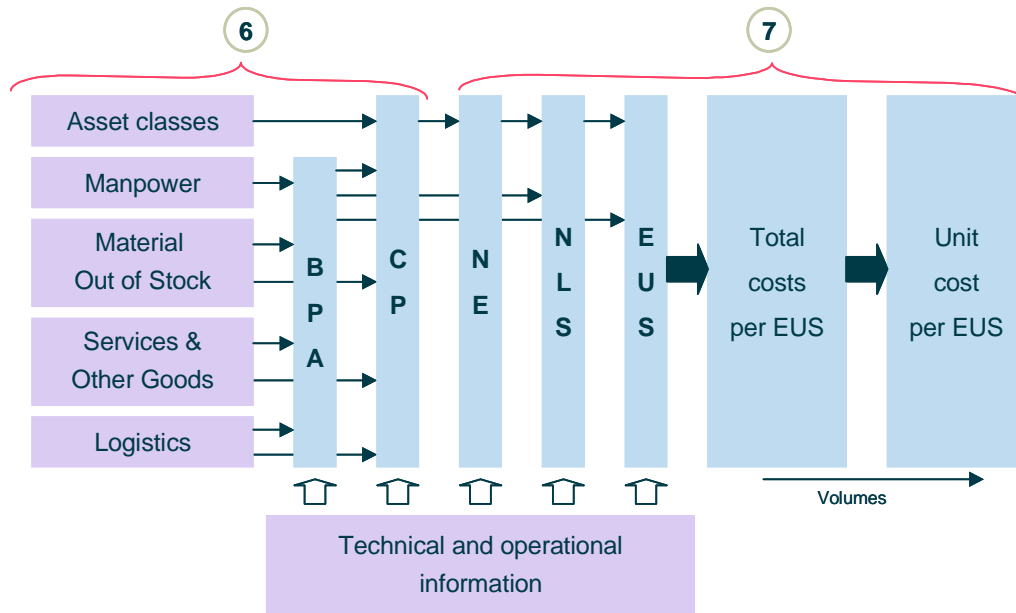 6
7
Asset classes
Manpower
Material
Out of Stock
Services &
Other Goods
Logistics
B
P
A
C
P
N
E
N
L
S
E
U
S
Total
costs
per EUS
Unit
cost
per EUS
Volumes
Technical and operational
information